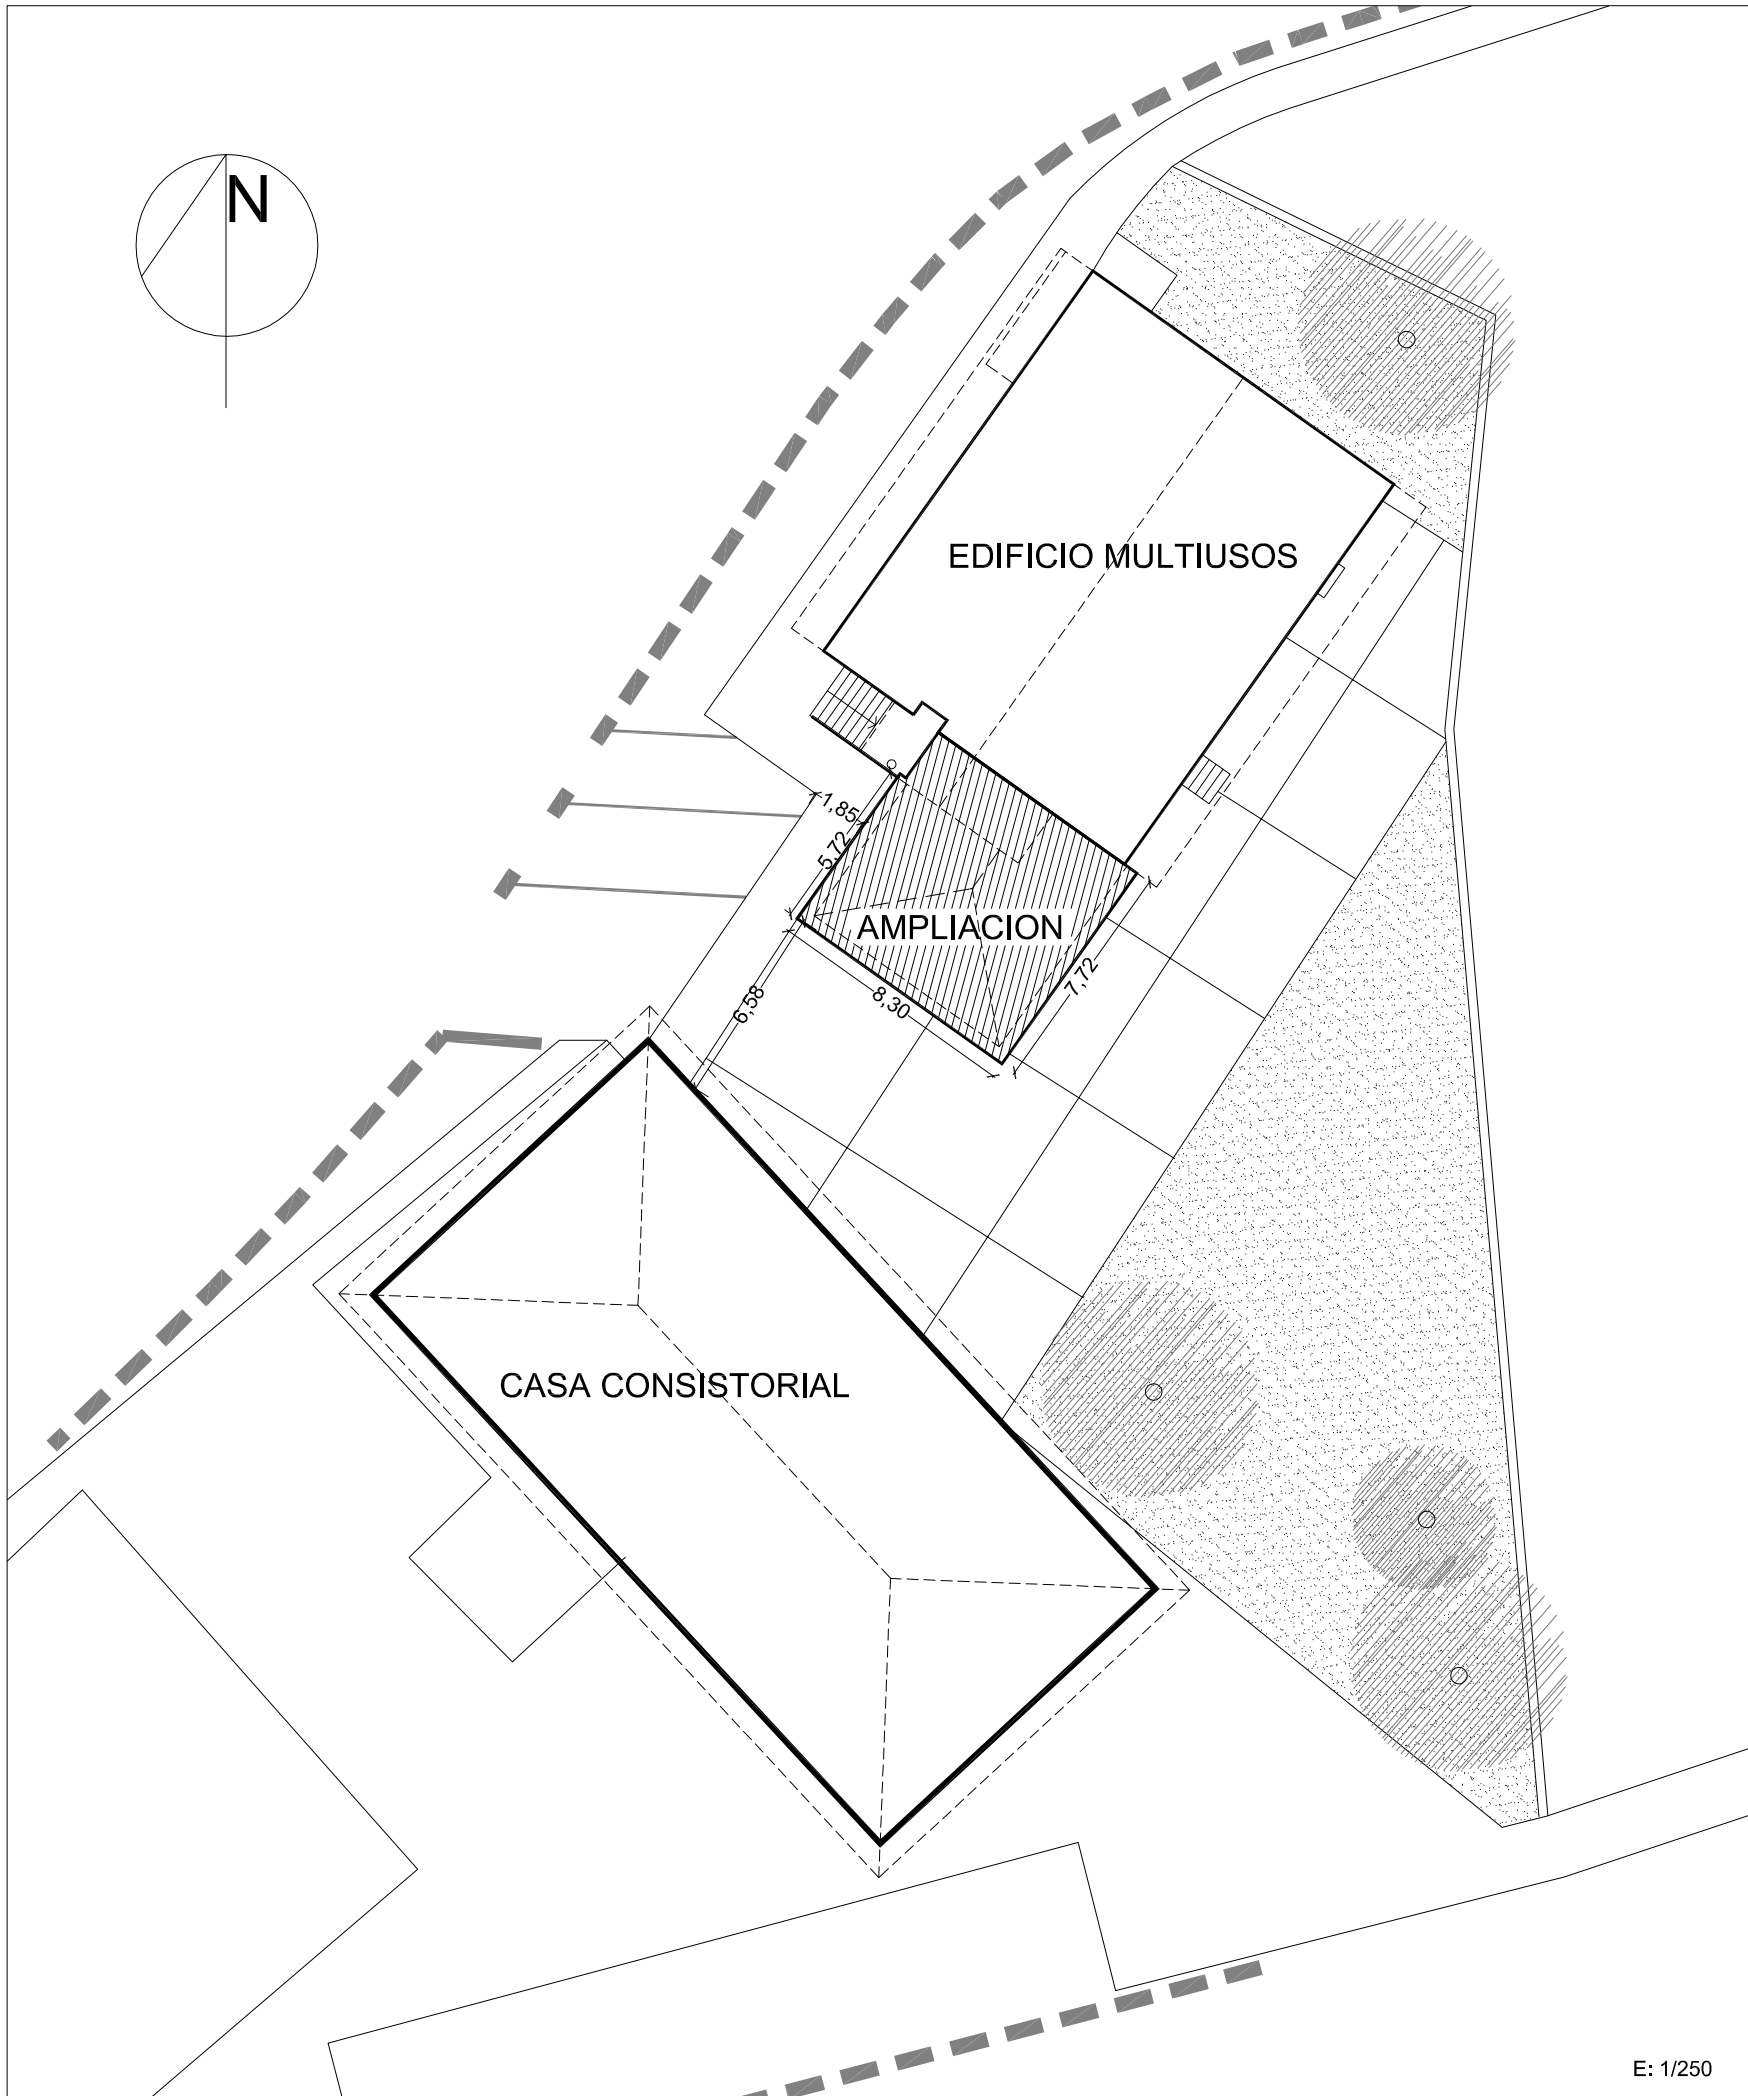 N
EDIFICIO MULTIUSOS
1,85
5,72
AMPLIACION
7,72
8,30
6,58
CASA CONSISTORIAL
E: 1/250